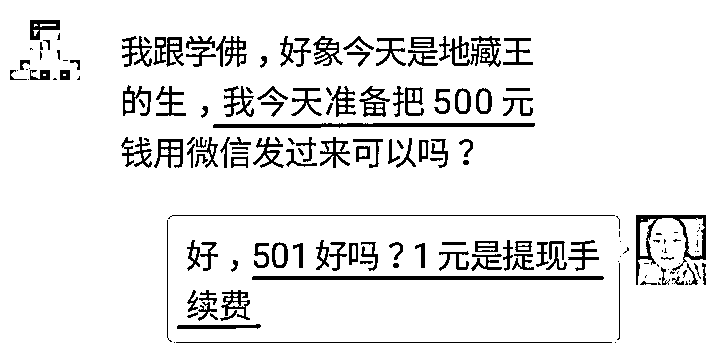 我跟学佛，好象今天是地藏王
的生，我今天准备把 500 元
钱用微信发过来可以吗？
好，501 好吗？1 元是提现手
续费